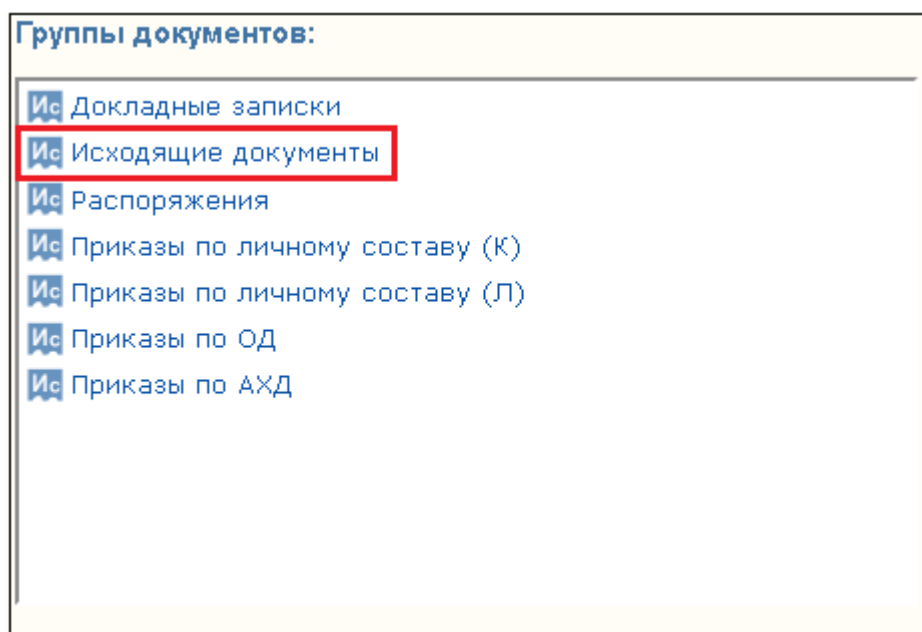 Группы документов:
Ис Докладные записки
Ис Исходящие документы
Ис Распоряжения
Ис Приказы по личному составу (К)
Ис Приказы по личному составу (Л)
Ис Приказы по ОД
Ис Приказы по АХД